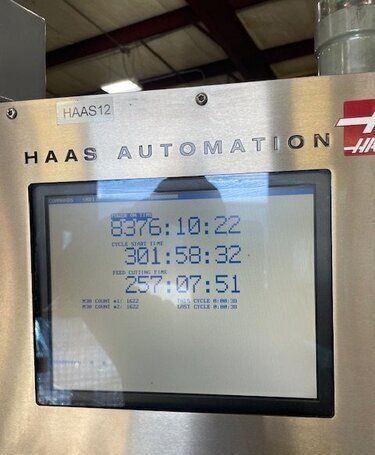 HAAS12
HAAS AUTOMATION
HA
COMMANDS
POWER ON TIME
8376:10:22
CYCLE START TIME
301:58:32
FEED CUTTING TIME
257:07:51
M30 COUNT #1: 1622 THIS CYCLE 0:00:38
M30 COUNT #2: 1622 LAST CYCLE 0:00:38